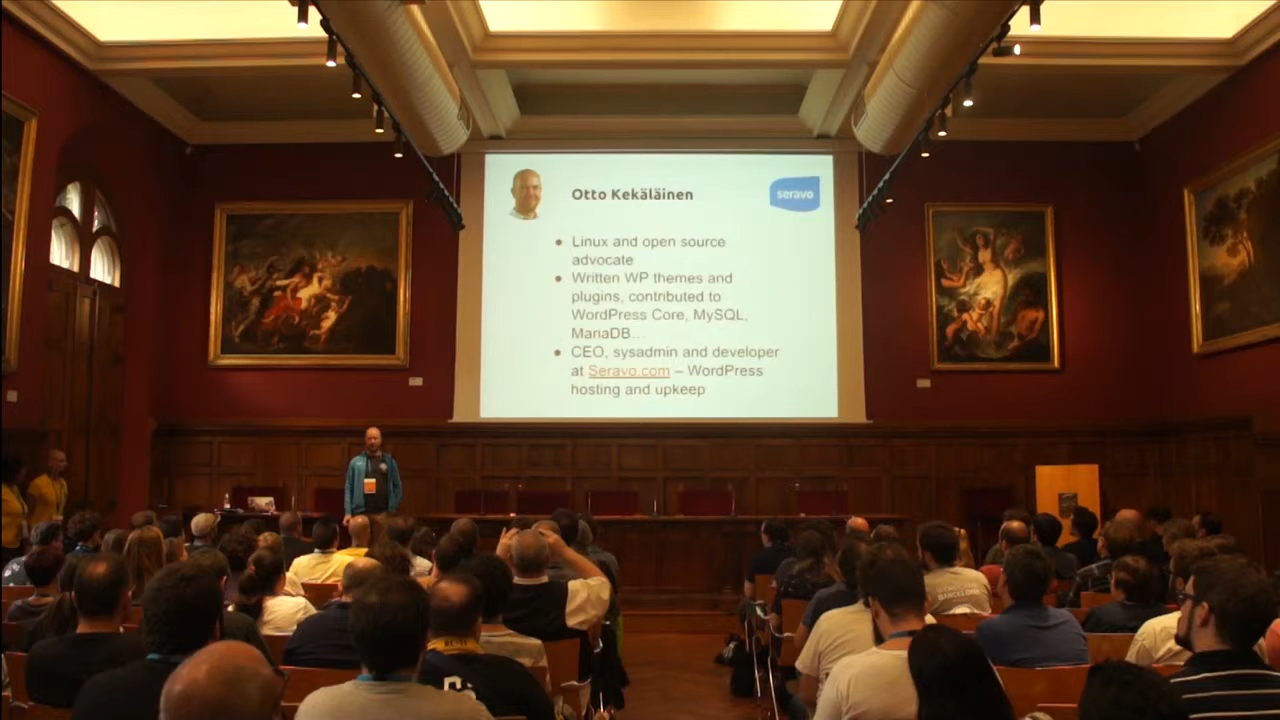 Otto Kekäläinen
seravo
● Linux and open source
advocate
● Written WP themes and
plugins, contributed to
WordPress Core, MySQL,
MariaDB...
● CEO, sysadmin and developer
at Seravo.com – WordPress
hosting and upkeep
BARCELONA